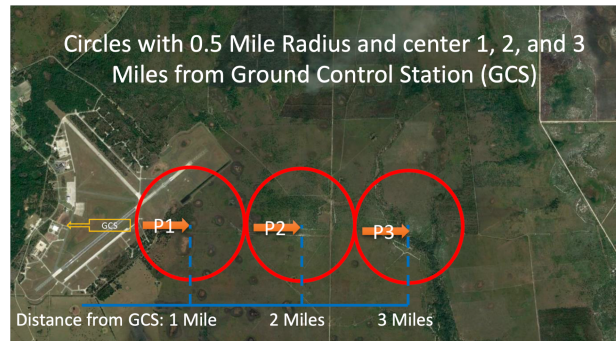 Circles with 0.5 Mile Radius and center 1, 2, and 3
Miles from Ground Control Station (GCS)
GCS
P1
P2
P3
Distance from GCS: 1 Mile 2 Miles 3 Miles